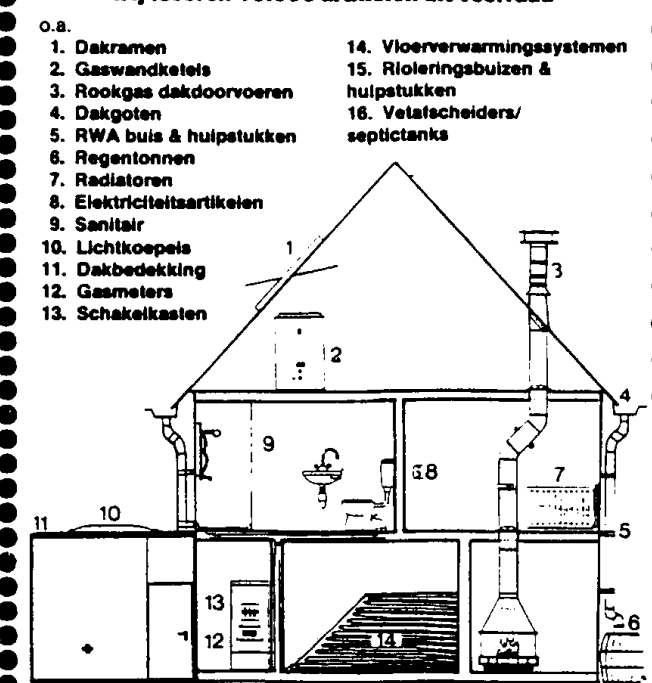 o.a.
1. Dakramen
2. Gaswandketels
3. Rookgas dakdoorvoeren
4. Dakgoten
5. RWA buis & hulpstukken
6. Regentonnen
7. Radiatoren
8. Elektriciteitsartikelen
9. Sanitair
10. Lichtkoepels
11. Dakbedekking
12. Gasmeters
13. Schakelkasten
14. Vloerverwarmingssystemen
15. Rioleringsbuizen &
hulpstukken
16. Vetafscheiders/
septictanks
1
3
2
4
9
8
7
11
10
5
13
12
14
6